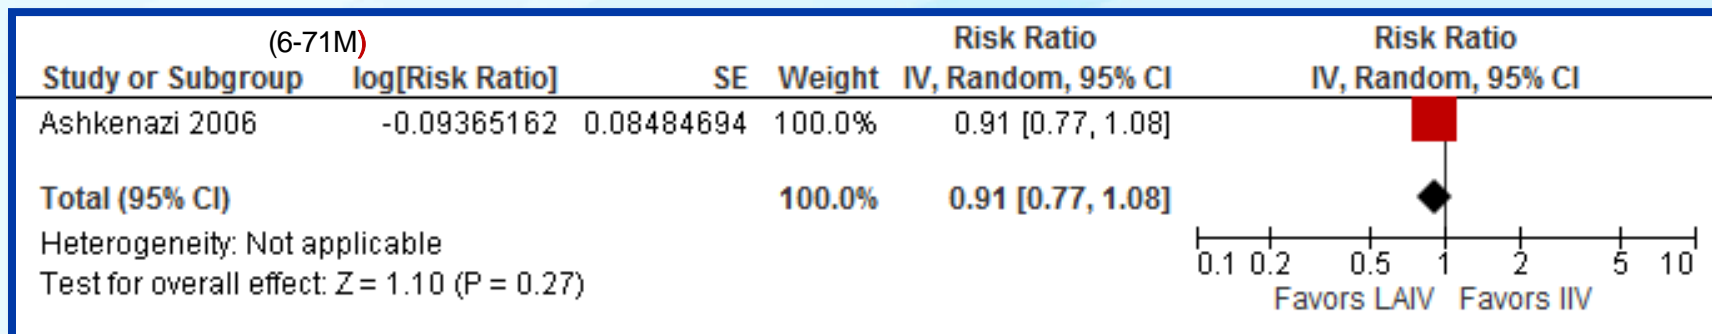 (6-71M) Risk Ratio Risk Ratio
Study or Subgroup log[Risk Ratio] SE Weight IV, Random, 95% CI IV, Random, 95% CI
Ashkenazi 2006 -0.09365162 0.08484694 100.0% 0.91 [0.77, 1.08]
Total (95% CI) 100.0% 0.91 [0.77, 1.08]
Heterogeneity: Not applicable
Test for overall effect: Z = 1.10 (P = 0.27)
0.1 0.2 0.5 1 2 5 10
Favors LAIV Favors IIV